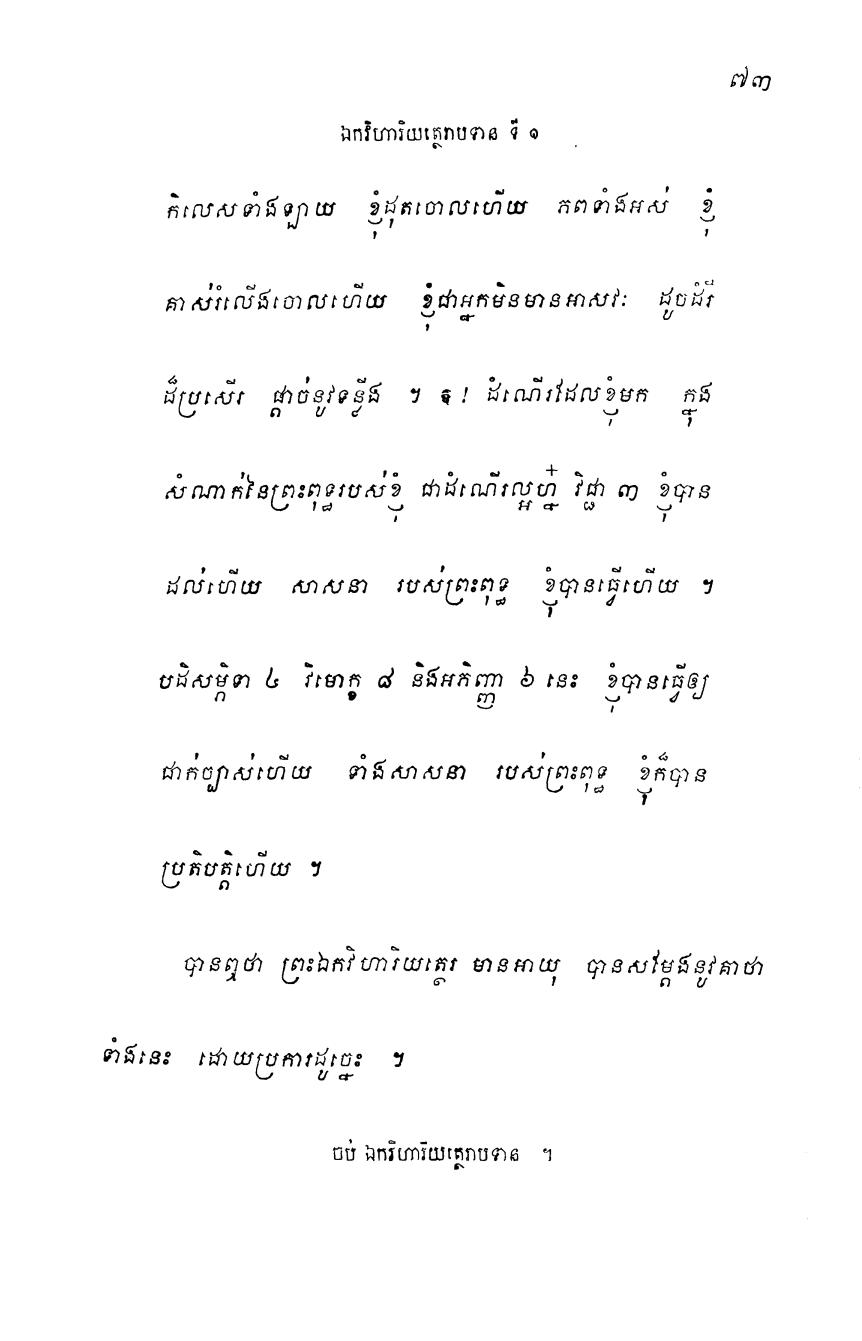 ៧៣
ឯកវិហារិយត្ថេរាបទាន ទី ១
កិលេសទាំងឡាយ ខ្ញុំដុតចោលហើយ ភពទាំងអស់ ខ្ញុំ
គាស់រំលើងចោលហើយ ខ្ញុំជាអ្នកមិនមានអាសវៈ ដូចដំរី
ដ៏ប្រសើរ ផ្តាច់នូវទន្លីង ។ ឱ ! ដំណើរដែលខ្ញុំមក ក្នុង
សំណាក់នៃព្រះពុទ្ធរបស់ខ្ញុំ ជាដំណើរល្អហ្ន៎ វិជ្ជា ៣ ខ្ញុំបាន
ដល់ហើយ សាសនា របស់ព្រះពុទ្ធ ខ្ញុំបានធ្វើហើយ ។
បដិសម្ភិទា ៤ វិមោក្ខ ៨ និងអភិញ្ញា ៦ នេះ ខ្ញុំបានធ្វើឲ្យ
ជាក់ច្បាស់ហើយ ទាំងសាសនា របស់ព្រះពុទ្ធ ខ្ញុំក៏បាន
ប្រតិបត្តិហើយ ។
បានឮថា ព្រះឯកវិហារិយត្ថេរ មានអាយុ បានសម្តែងនូវគាថា
ទាំងនេះ ដោយប្រការដូច្នេះ ។
ចប់ ឯកវិហារិយត្ថេរាបទាន ។